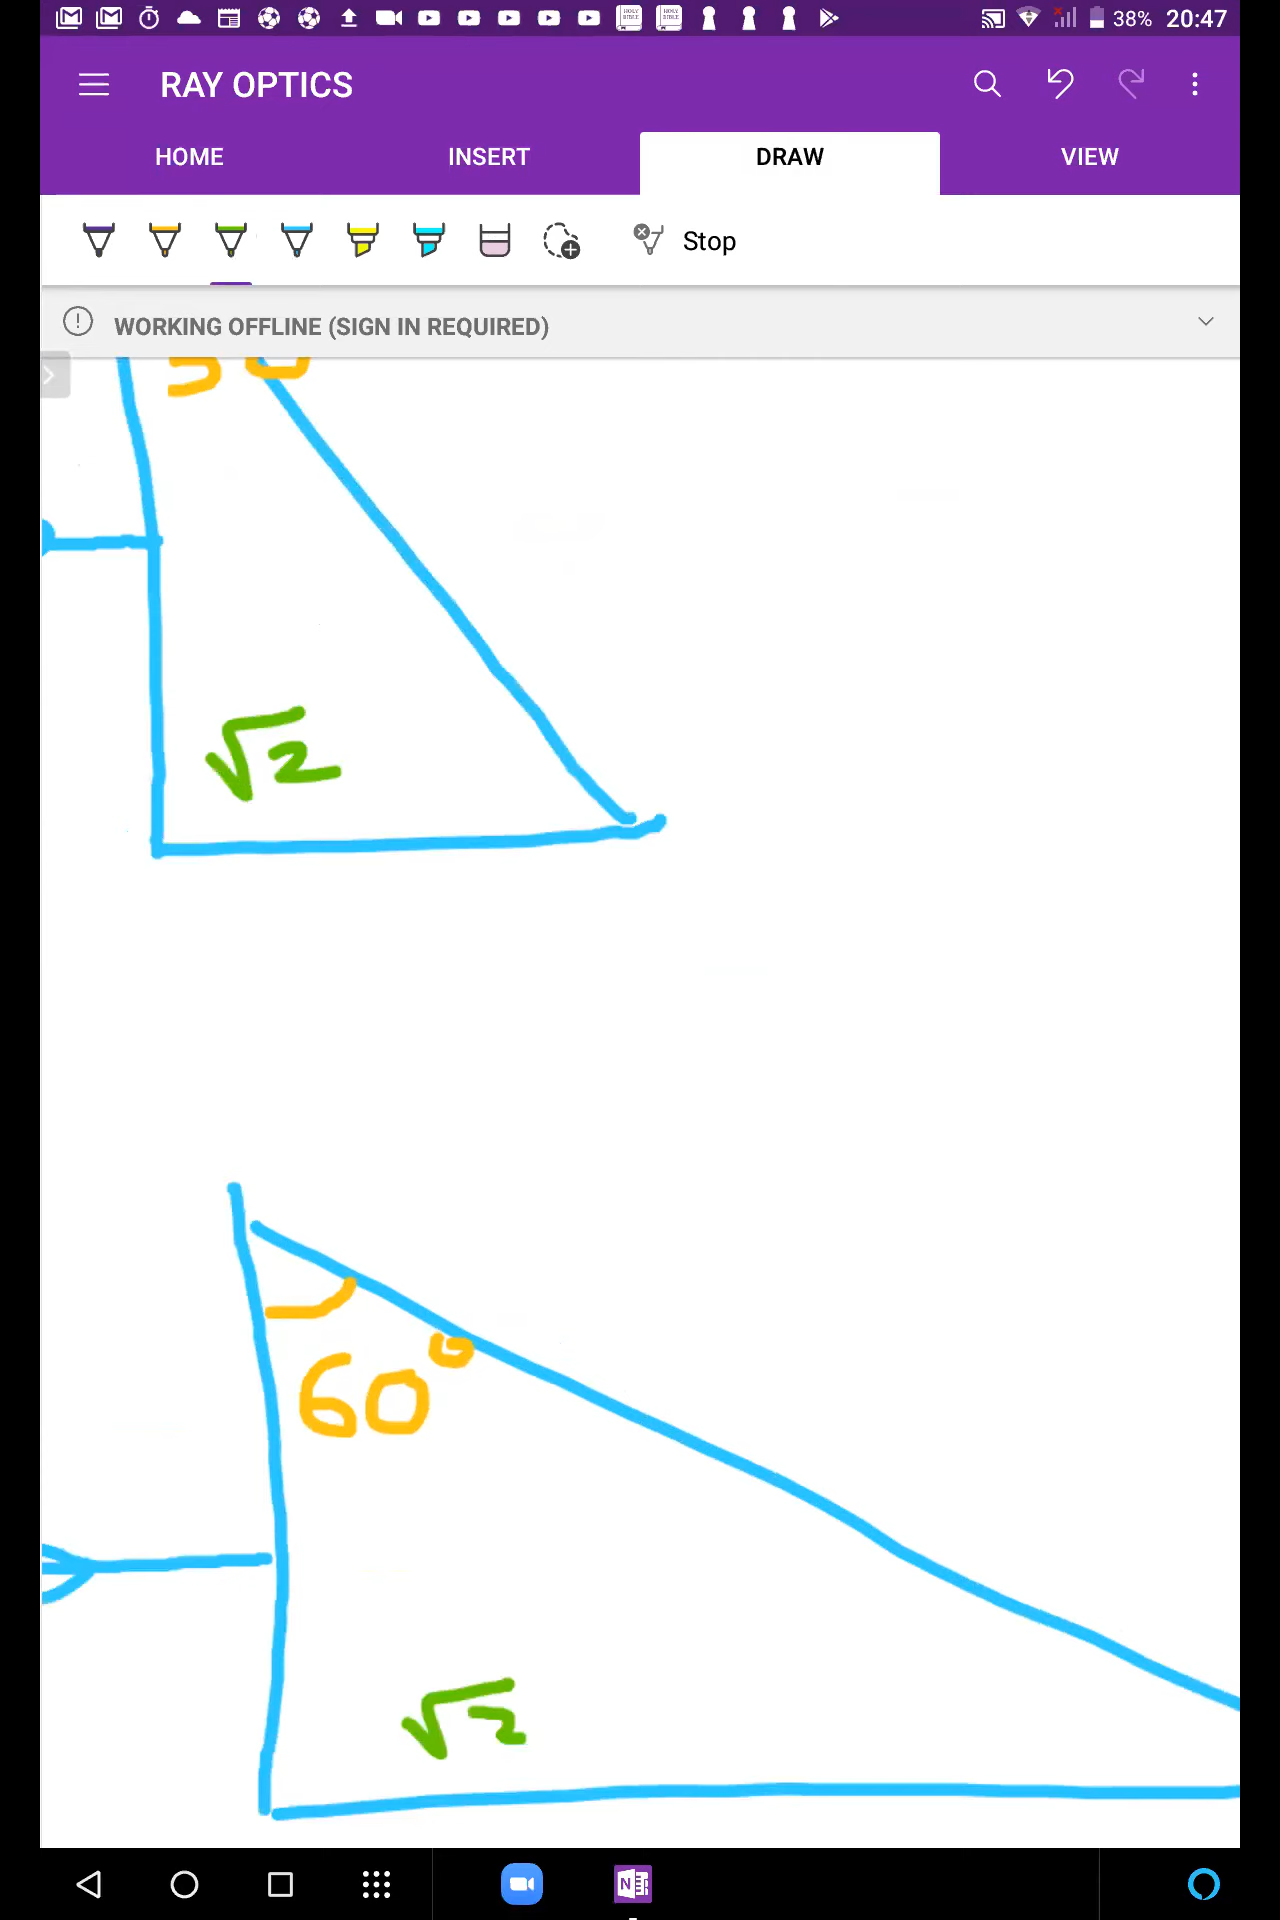 38% 20:47
RAY OPTICS
HOME INSERT DRAW VIEW
Stop
WORKING OFFLINE (SIGN IN REQUIRED)
√2
60°
√2